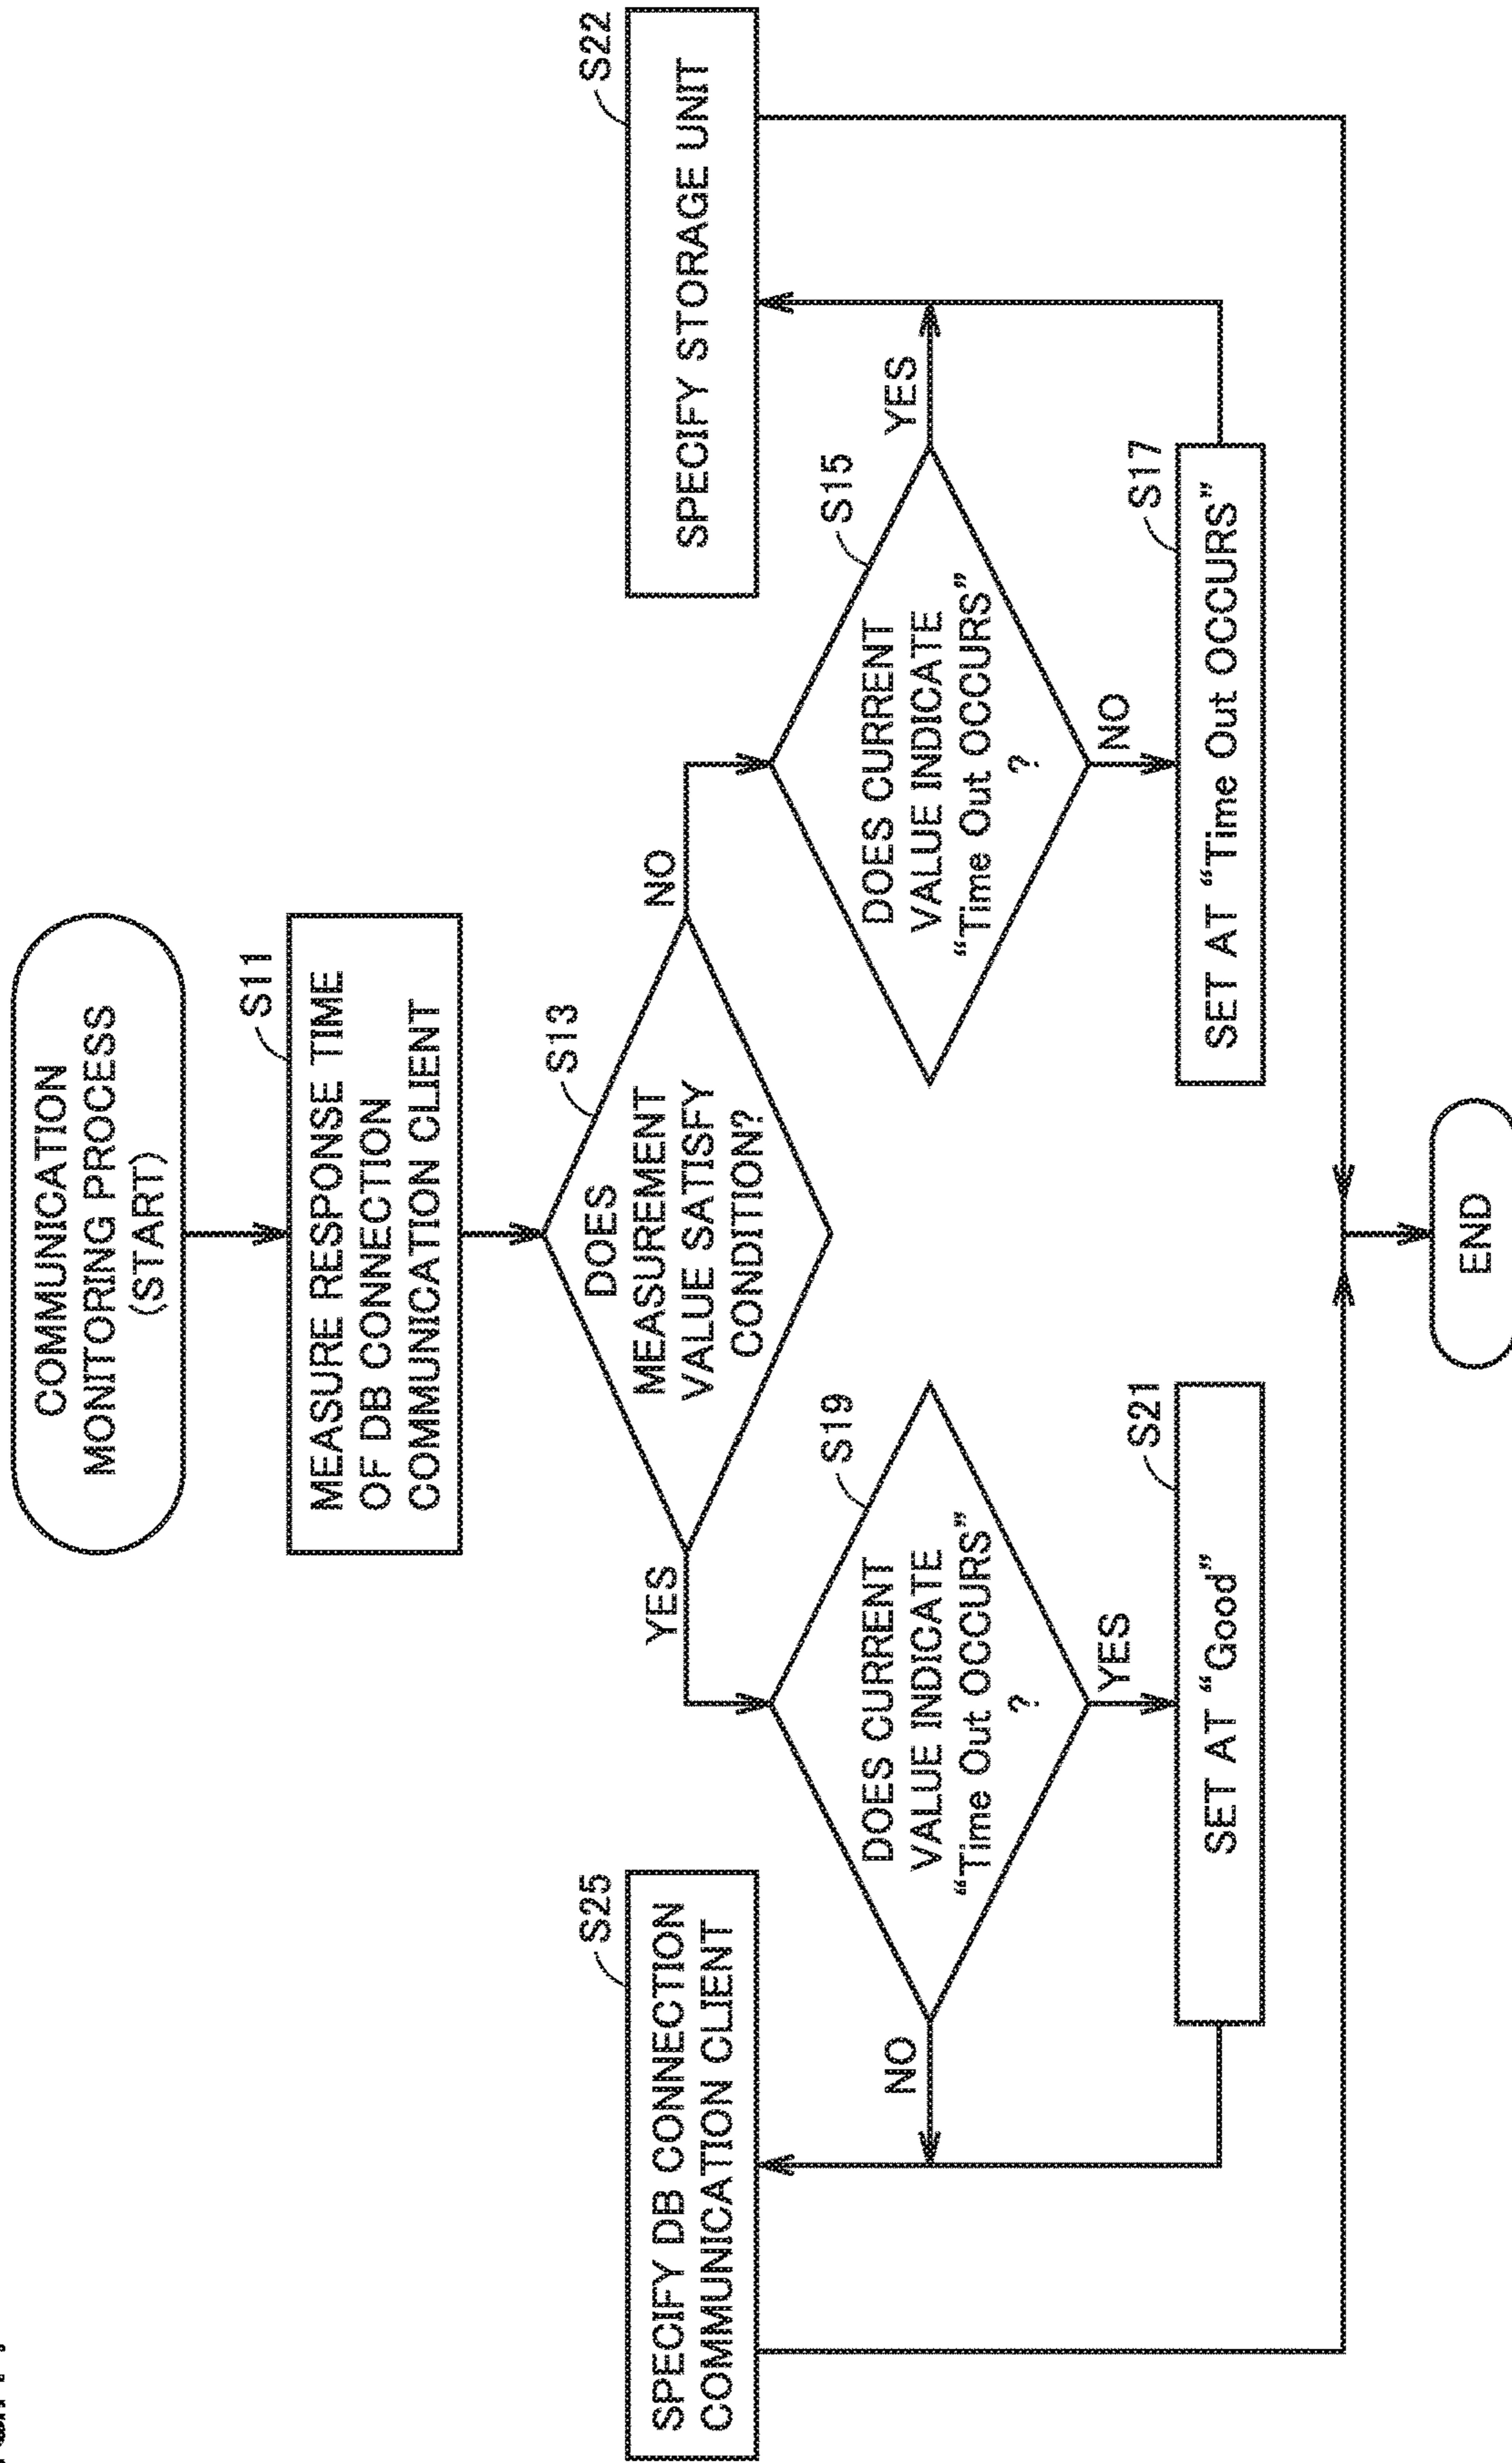 COMMUNICATION
MONITORING PROCESS
(START)
S11
MEASURE RESPONSE TIME
OF DB CONNECTION
COMMUNICATION CLIENT
S13
DOES
MEASUREMENT
VALUE SATISFY
CONDITION?
YES
NO
S25
SPECIFY DB CONNECTION
COMMUNICATION CLIENT
S22
SPECIFY STORAGE UNIT
S19
DOES CURRENT
VALUE INDICATE
“Time Out OCCURS”
?
NO
YES
S15
DOES CURRENT
VALUE INDICATE
“Time Out OCCURS”
?
YES
NO
S21
SET AT “Good”
S17
SET AT “Time Out OCCURS”
END